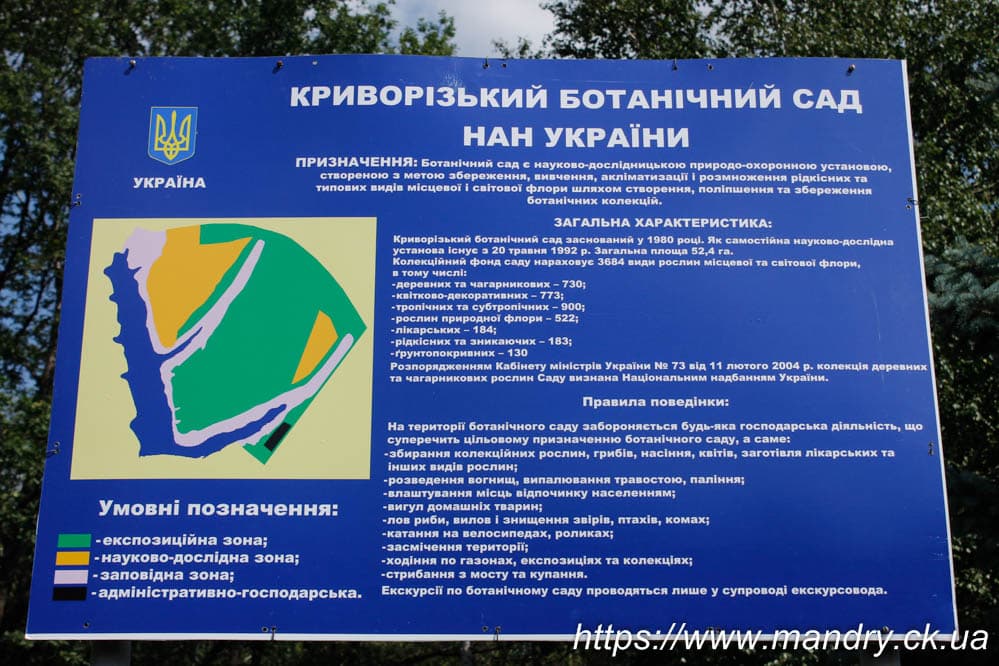 КРИВОРІЗЬКИЙ БОТАНІЧНИЙ САД
НАН УКРАЇНИ
УКРАЇНА
ПРИЗНАЧЕННЯ: Ботанічний сад є науково-дослідницькою природо-охоронною установою,
створеною з метою збереження, вивчення, акліматизації і розмноження рідкісних та
типових видів місцевої і світової флори шляхом створення, поліпшення та збереження
ботанічних колекцій.
ЗАГАЛЬНА ХАРАКТЕРИСТИКА:
Криворізький ботанічний сад заснований у 1980 році. Як самостійна науково-дослідна
установа існує з 20 травня 1992 р. Загальна площа 52,4 га.
Колекційний фонд саду нараховує 3684 види рослин місцевої та світової флори,
в тому числі:
-деревних та чагарникових – 730;
-квітково-декоративних – 773;
-тропічних та субтропічних – 900;
-рослин природної флори – 522;
-лікарських – 184;
-рідкісних та зникаючих – 183;
-ґрунтопокривних – 130
Розпорядженням Кабінету міністрів України № 73 від 11 лютого 2004 р. колекція деревних
та чагарникових рослин Саду визнана Національним надбанням України.
Правила поведінки:
На території ботанічного саду забороняється будь-яка господарська діяльність, що
суперечить цільовому призначенню ботанічного саду, а саме:
-збирання колекційних рослин, грибів, насіння, квітів, заготівля лікарських та
інших видів рослин;
-розведення вогнищ, випалювання травостою, паління;
-влаштування місць відпочинку населенням;
-вигул домашніх тварин;
-лов риби, вилов і знищення звірів, птахів, комах;
-катання на велосипедах, роликах;
-засмічення території;
-ходіння по газонах, експозиціях та колекціях;
-стрибання з мосту та купання.
Екскурсії по ботанічному саду проводяться лише у супроводі екскурсовода.
Умовні позначення:
-експозиційна зона;
-науково-дослідна зона;
-заповідна зона;
-адміністративно-господарська.
https://www.mandry.ck.ua